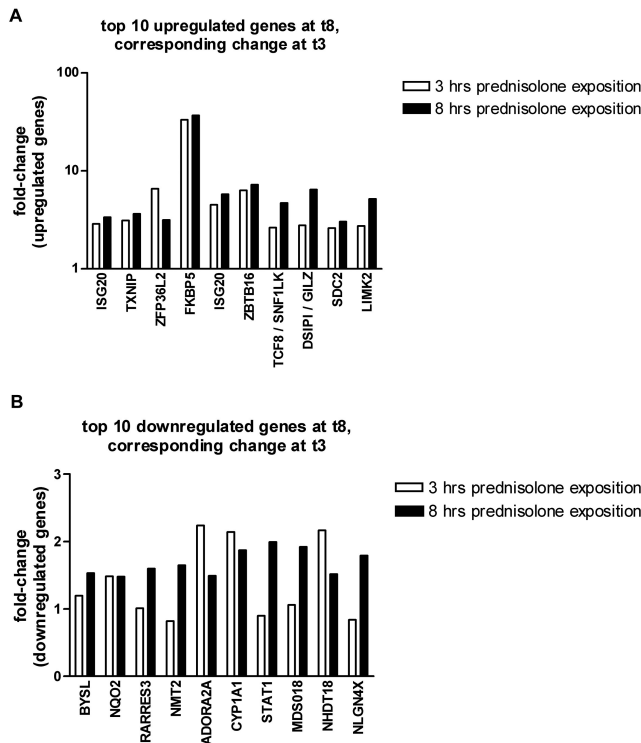 A
top 10 upregulated genes at t8,
corresponding change at t3
3 hrs prednisolone exposition
8 hrs prednisolone exposition
fold-change
(upregulated genes)
100
10
1
ISG20
TXNIP
ZFP36L2
FKBP5
ISG20
ZBTB16
TCF8 / SNF1LK
DSIPI / GILZ
SDC2
LIMK2
B
top 10 downregulated genes at t8,
corresponding change at t3
3 hrs prednisolone exposition
8 hrs prednisolone exposition
fold-change
(downregulated genes)
3
2
1
0
BYSL
NQO2
RARRES3
NMT2
ADORA2A
CYP1A1
STAT1
MDS018
NHDT18
NLGN4X